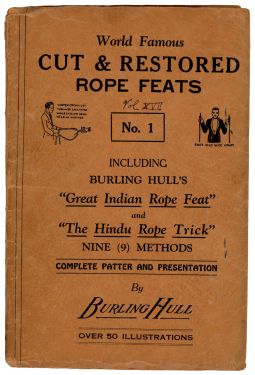 World Famous
CUT & RESTORED
ROPE FEATS
Vol XVII
No. 1
INCLUDING
BURLING HULL'S
"Great Indian Rope Feat"
and
"The Hindu Rope Trick"
NINE (9) METHODS
COMPLETE PATTER AND PRESENTATION
By
BURLING HULL
OVER 50 ILLUSTRATIONS